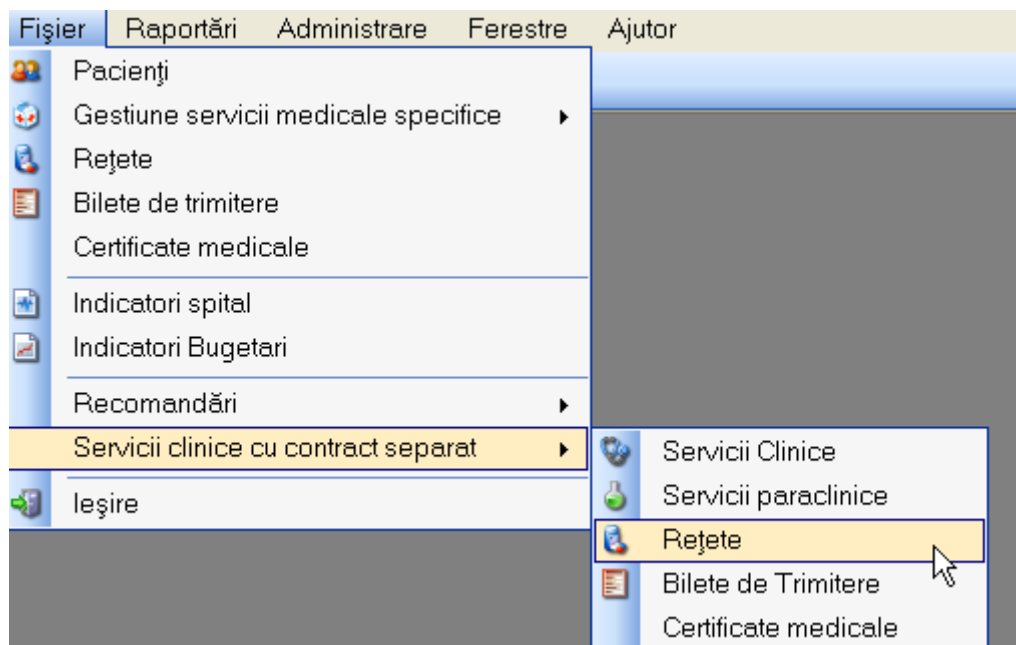 Fişier Raportări Administrare Ferestre Ajutor
Pacienţi
Gestiune servicii medicale specifice
Reţete
Bilete de trimitere
Certificate medicale
Indicatori spital
Indicatori Bugetari
Recomandări
Servicii clinice cu contract separat
Ieşire
Servicii Clinice
Servicii paraclinice
Reţete
Bilete de Trimitere
Certificate medicale